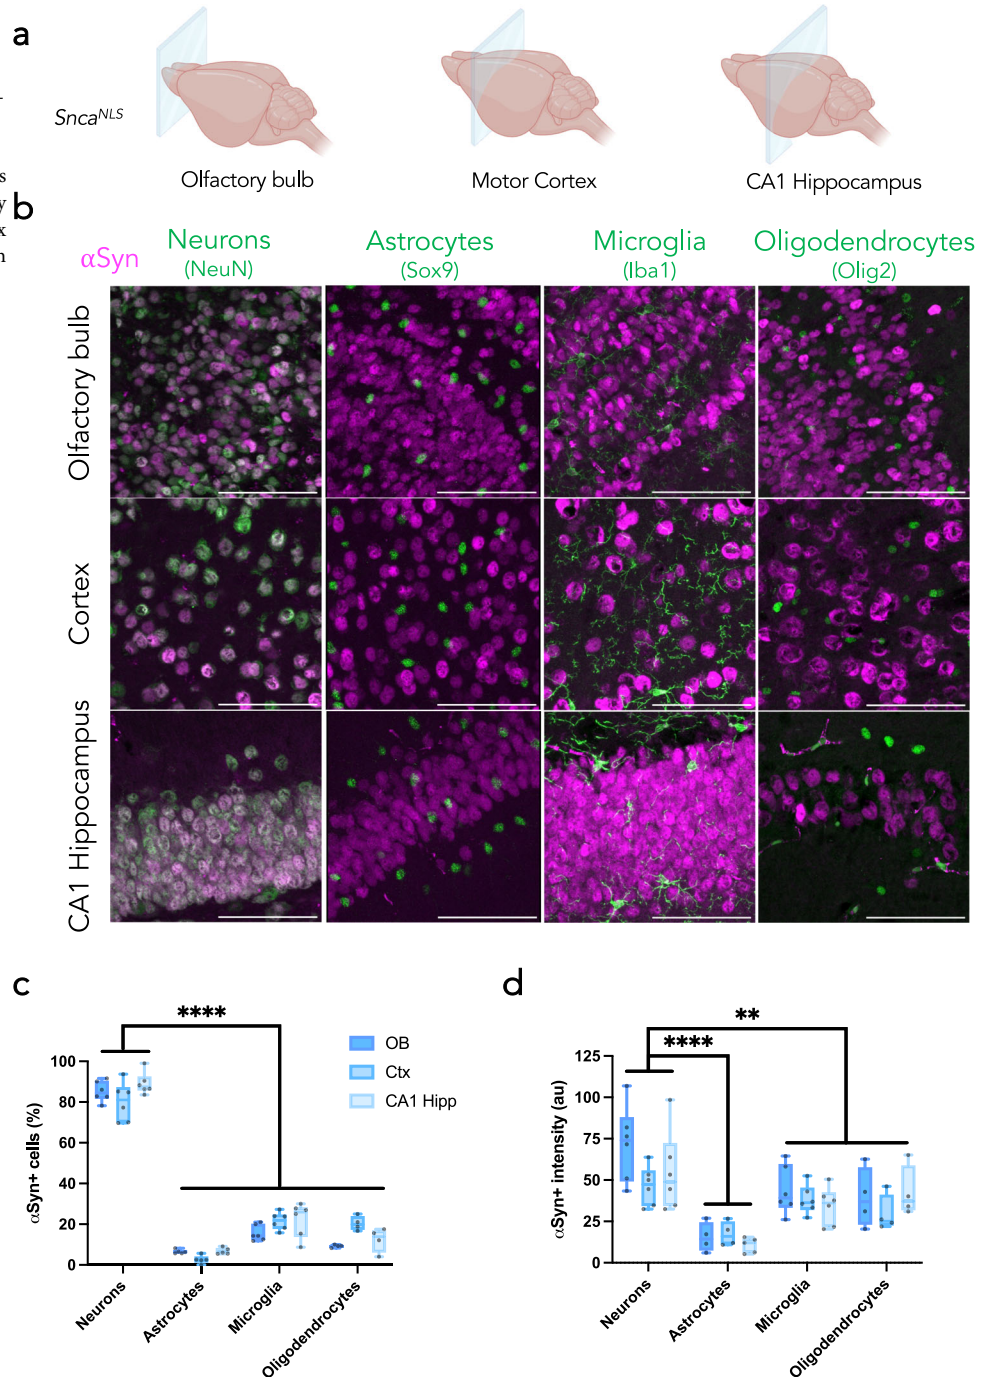 a
-
s
y
x
n
Snca^NLS
Olfactory bulb
Motor Cortex
CA1 Hippocampus
b
αSyn
Neurons
(NeuN)
Astrocytes
(Sox9)
Microglia
(Iba1)
Oligodendrocytes
(Olig2)
Olfactory bulb
Cortex
CA1 Hippocampus
c
****
αSyn+ cells (%)
100
80
60
40
20
0
Neurons
Astrocytes
Microglia
Oligodendrocytes
OB
Ctx
CA1 Hipp
d
**
****
αSyn+ intensity (au)
125
100
75
50
25
0
Neurons
Astrocytes
Microglia
Oligodendrocytes